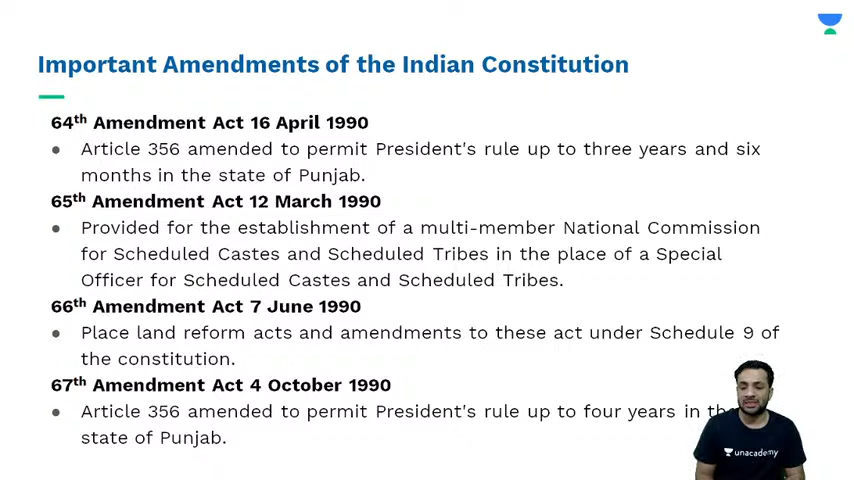 Important Amendments of the Indian Constitution
64th Amendment Act 16 April 1990
● Article 356 amended to permit President's rule up to three years and six
months in the state of Punjab.
65th Amendment Act 12 March 1990
● Provided for the establishment of a multi-member National Commission
for Scheduled Castes and Scheduled Tribes in the place of a Special
Officer for Scheduled Castes and Scheduled Tribes.
66th Amendment Act 7 June 1990
● Place land reform acts and amendments to these act under Schedule 9 of
the constitution.
67th Amendment Act 4 October 1990
● Article 356 amended to permit President's rule up to four years in
state of Punjab.
unacademy